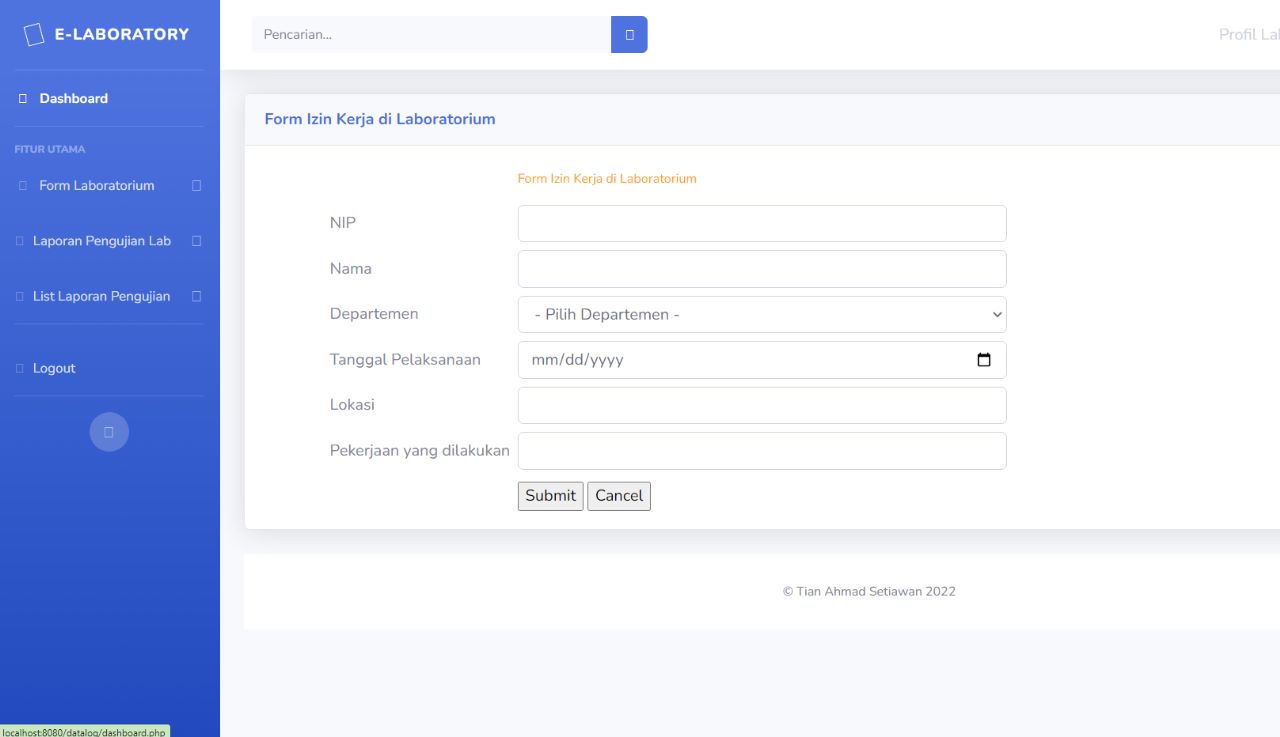 E-LABORATORY
Pencarian...
Profil Lal
Dashboard
FITUR UTAMA
Form Laboratorium
Laporan Pengujian Lab
List Laporan Pengujian
Logout
Form Izin Kerja di Laboratorium
Form Izin Kerja di Laboratorium
NIP
Nama
Departemen
- Pilih Departemen -
Tanggal Pelaksanaan
mm/dd/yyyy
Lokasi
Pekerjaan yang dilakukan
Submit Cancel
© Tian Ahmad Setiawan 2022
localhost:8080/datalog/dashboard.php